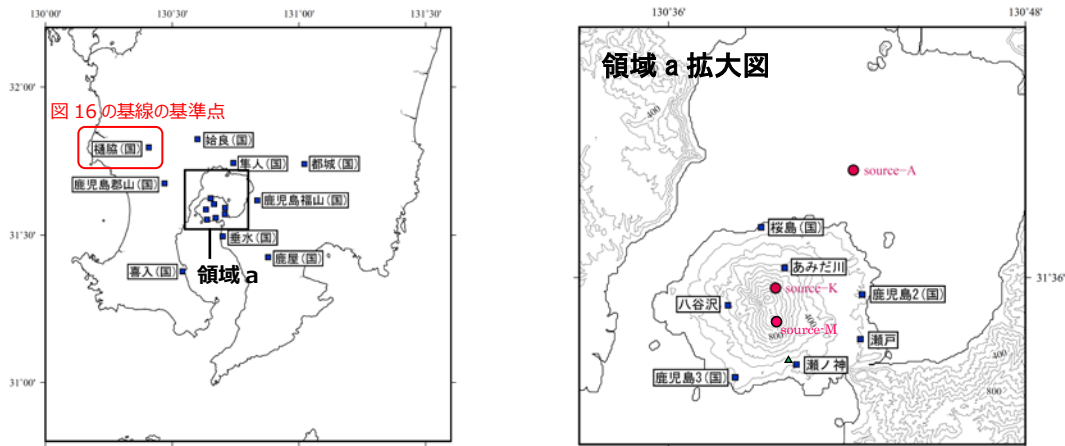 130°00'
130°30'
131°00'
131°30'
32°00'
31°30'
31°00'
図 16 の基線の基準点
樋脇(国)
姶良(国)
隼人(国)
都城(国)
鹿児島郡山(国)
鹿児島福山(国)
垂水(国)
鹿屋(国)
喜入(国)
領域 a
130°36'
130°48'
領域 a 拡大図
400
source-A
桜島(国)
あみだ川
31°36'
source-K
鹿児島2(国)
八谷沢
400
source-M
800
瀬戸
瀬ノ神
鹿児島3(国)
400
800